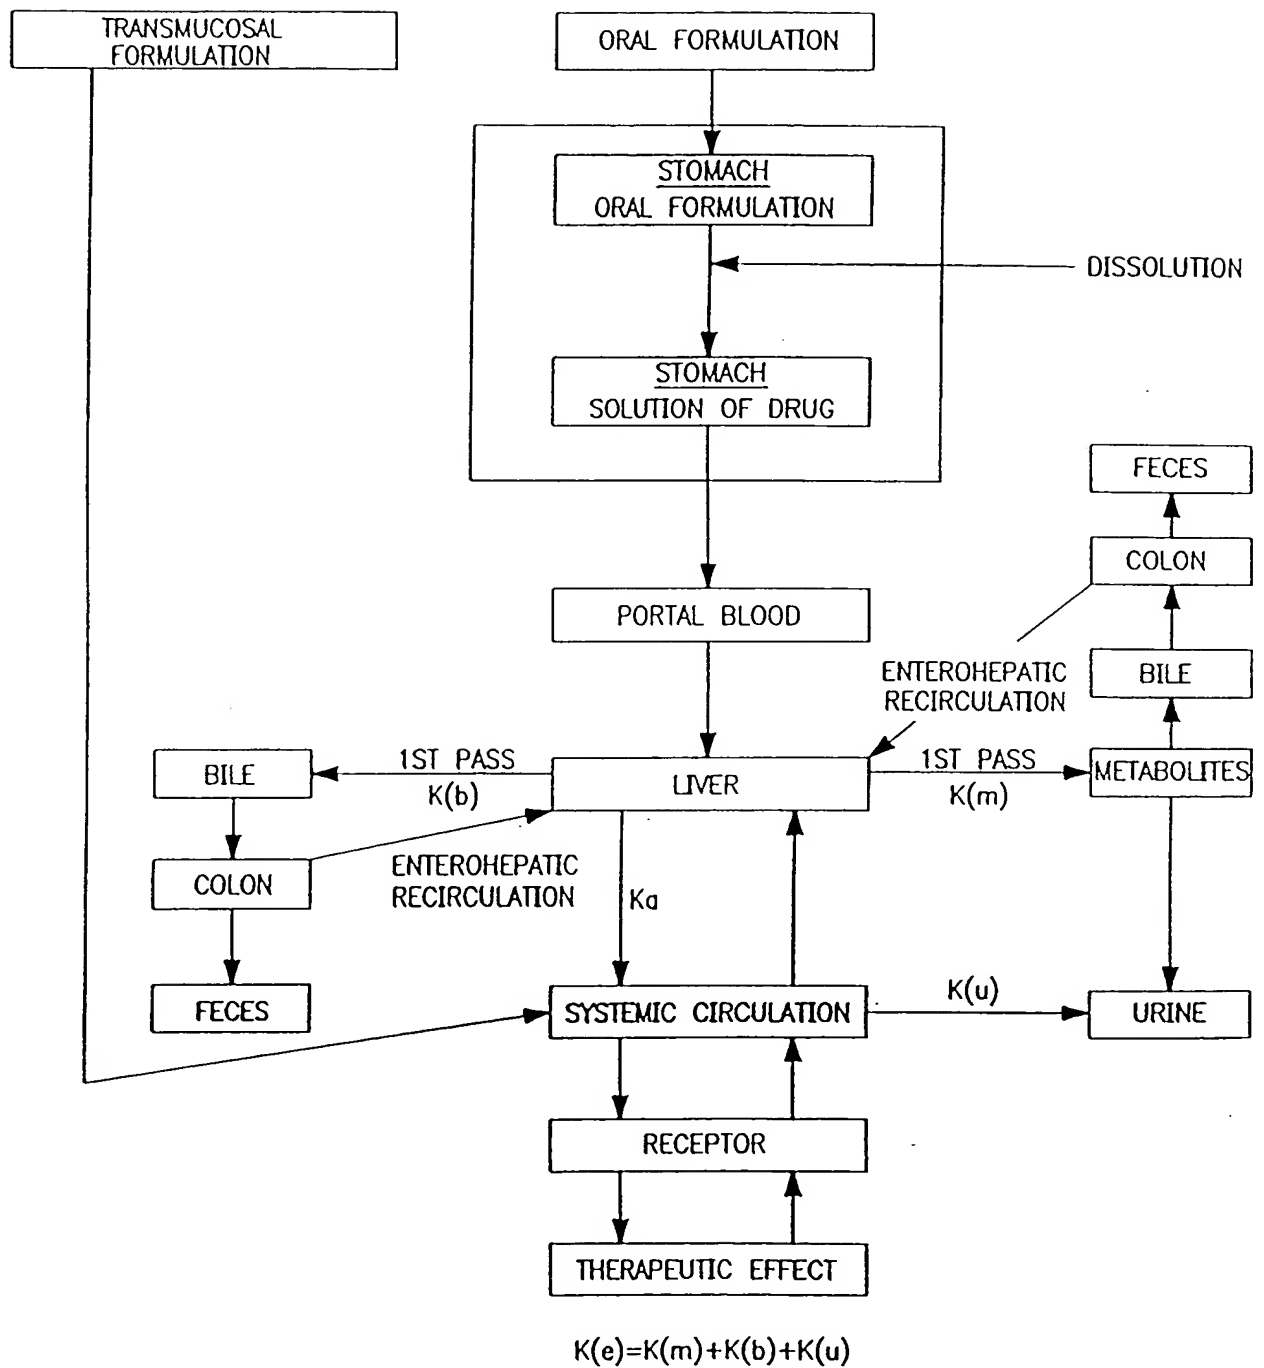 TRANSMUCOSAL
FORMULATION
ORAL FORMULATION
STOMACH
ORAL FORMULATION
DISSOLUTION
STOMACH
SOLUTION OF DRUG
FECES
COLON
PORTAL BLOOD
ENTEROHEPATIC
RECIRCULATION
BILE
BILE
1ST PASS
K(b)
LIVER
1ST PASS
K(m)
METABOLITES
COLON
ENTEROHEPATIC
RECIRCULATION
Ka
FECES
SYSTEMIC CIRCULATION
K(u)
URINE
RECEPTOR
THERAPEUTIC EFFECT
K(e)=K(m)+K(b)+K(u)